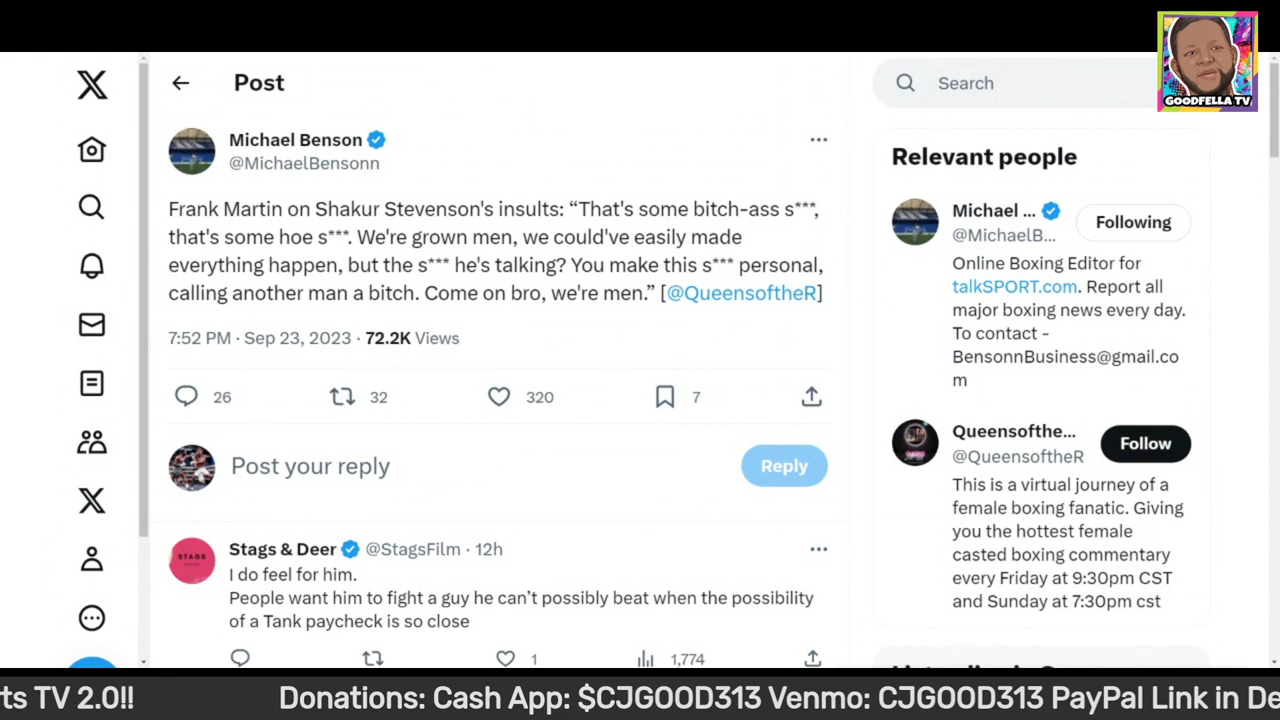 Post
Search
GOODFELLA TV
Michael Benson
@MichaelBensonn
Frank Martin on Shakur Stevenson's insults: “That's some bitch-ass s***,
that's some hoe s***. We're grown men, we could've easily made
everything happen, but the s*** he's talking? You make this s*** personal,
calling another man a bitch. Come on bro, we're men.” [@QueensoftheR]
7:52 PM · Sep 23, 2023 · 72.2K Views
26 32 320 7
Post your reply
Reply
STAGS
Stags & Deer @StagsFilm · 12h
I do feel for him.
People want him to fight a guy he can’t possibly beat when the possibility
of a Tank paycheck is so close
1 1,774
Relevant people
Michael ...
@MichaelB...
Following
Online Boxing Editor for
talkSPORT.com. Report all
major boxing news every day.
To contact -
BensonnBusiness@gmail.co
m
Queensofthe...
@QueensoftheR
Follow
This is a virtual journey of a
female boxing fanatic. Giving
you the hottest female
casted boxing commentary
every Friday at 9:30pm CST
and Sunday at 7:30pm cst
rts TV 2.0!! Donations: Cash App: $CJGOOD313 Venmo: CJGOOD313 PayPal Link in De